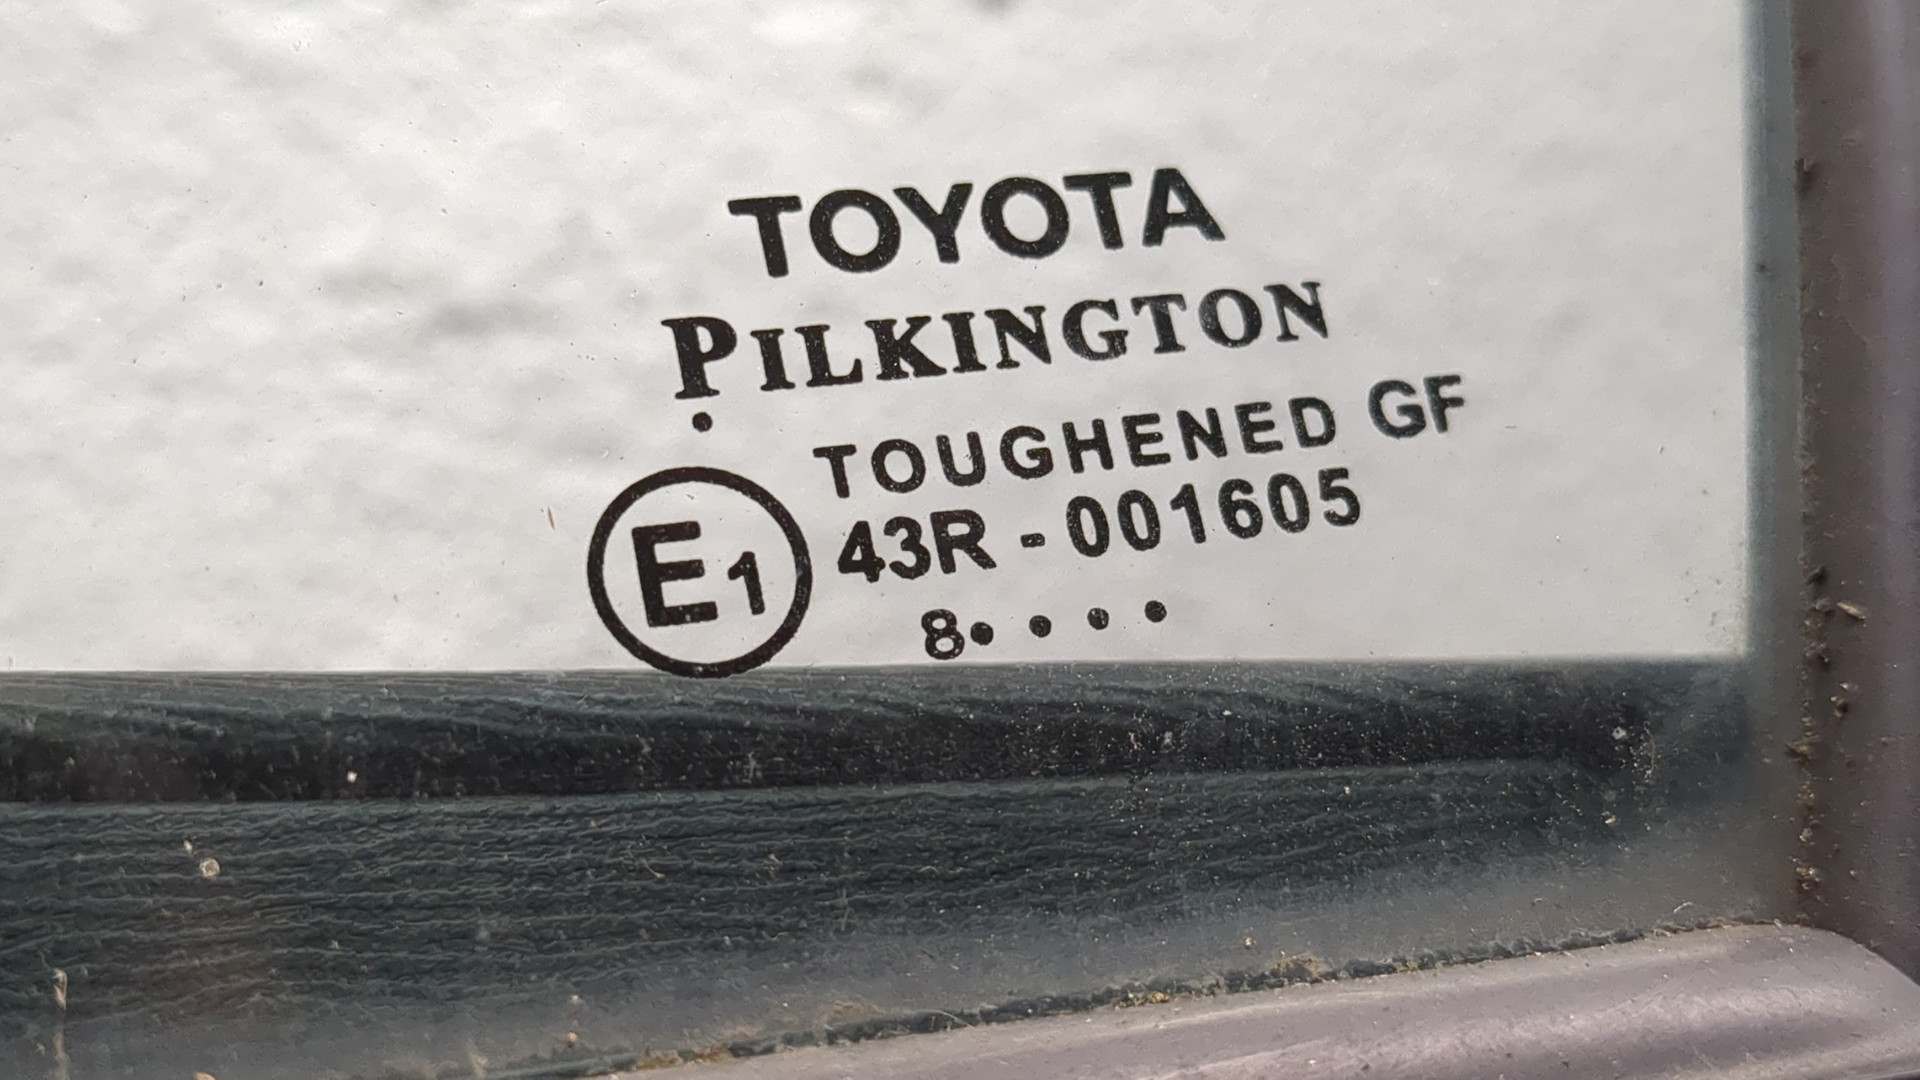 TOYOTA
PILKINGTON
TOUGHENED GF
E1 43R - 001605
8• • • •